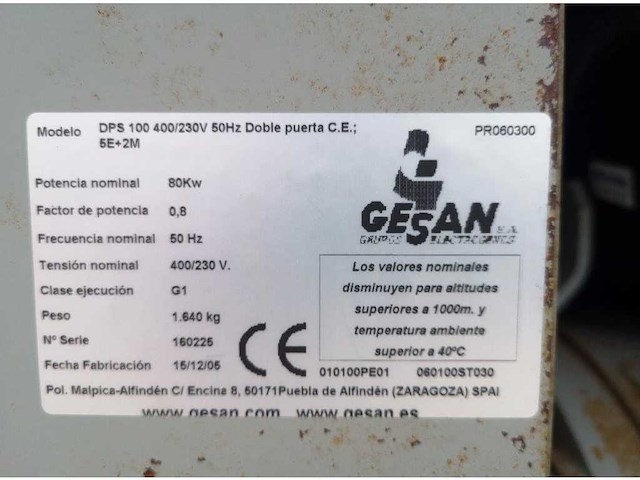 Modelo DPS 100 400/230V 50Hz Doble puerta C.E.; PR060300
5E+2M
Potencia nominal 80Kw
Factor de potencia 0,8
Frecuencia nominal 50 Hz
Tensión nominal 400/230 V.
Clase ejecución G1
Peso 1.640 kg
Nº Serie 160225
Fecha Fabricación 15/12/05
CE
GESAN S.A.
GRUPOS ELECTROGENOS
Los valores nominales
disminuyen para altitudes
superiores a 1000m. y
temperatura ambiente
superior a 40ºC
010100PE01 060100ST030
Pol. Malpica-Alfindén C/ Encina 8, 50171Puebla de Alfindén (ZARAGOZA) SPAI
www.gesan.com www.gesan.es